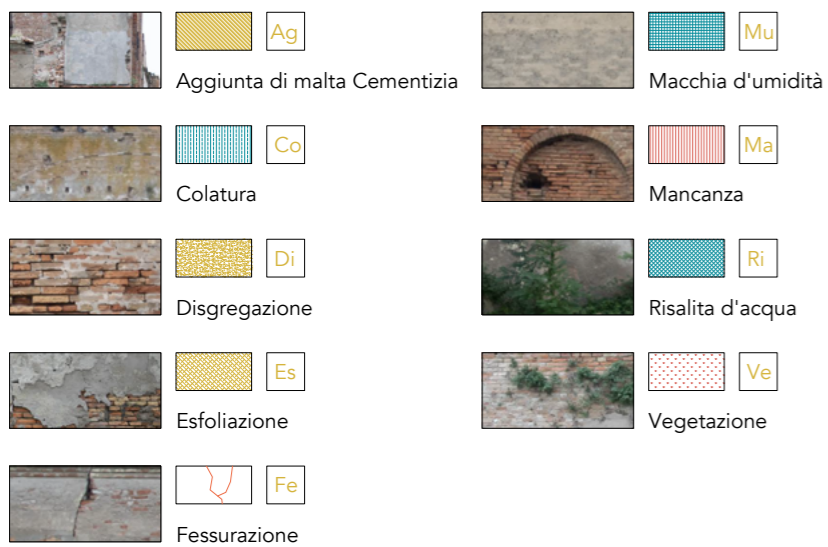 Ag
Aggiunta di malta Cementizia
Co
Colatura
Di
Disgregazione
Es
Esfoliazione
Fe
Fessurazione
Mu
Macchia d'umidità
Ma
Mancanza
Ri
Risalita d'acqua
Ve
Vegetazione